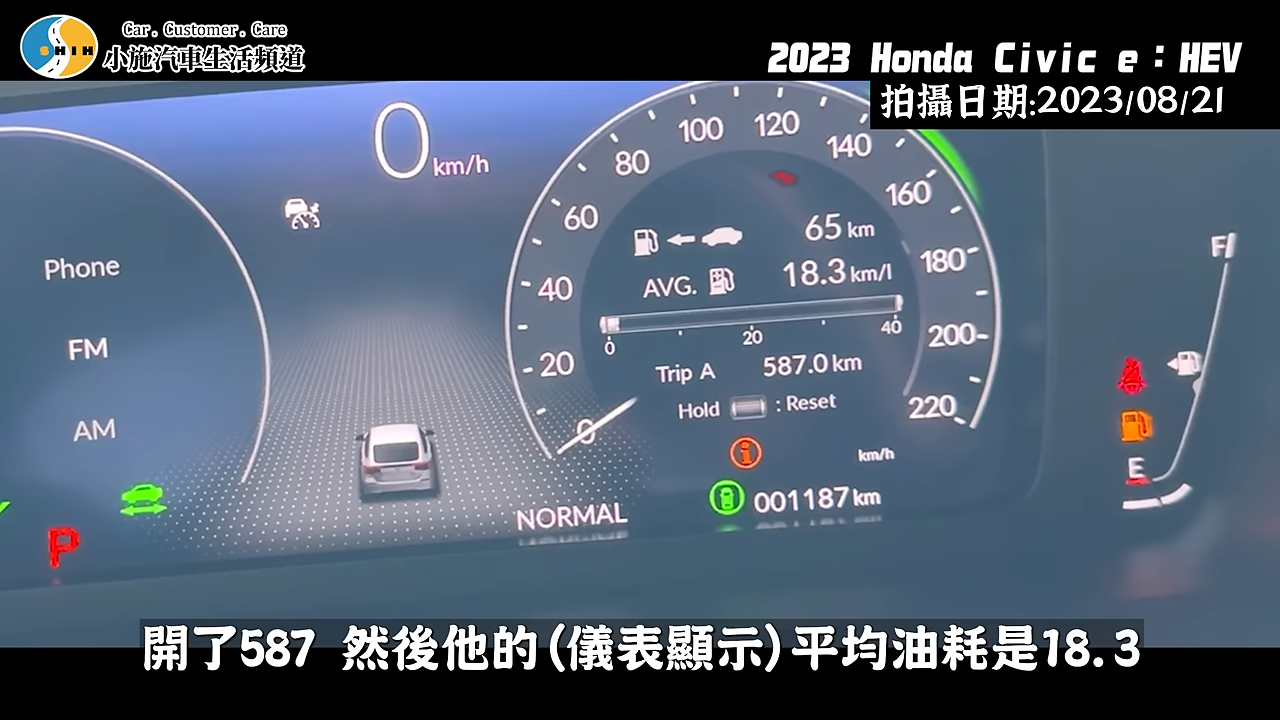 Car. Customer. Care
SHIH
小施汽車生活頻道
2023 Honda Civic e：HEV
拍攝日期:2023/08/21
0 km/h
Phone
FM
AM
P
0
20
40
60
80
100
120
140
160
180
200
220
65 km
AVG. 18.3 km/l
0 20 40
Trip A 587.0 km
Hold : Reset
i
km/h
001187 km
NORMAL
F
E
開了587 然後他的(儀表顯示)平均油耗是18.3